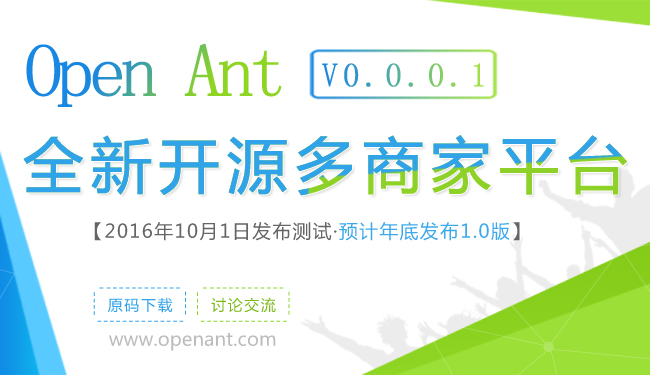 Open Ant V0.0.0.1
全新开源多商家平台
【2016年10月1日发布测试·预计年底发布1.0版】
原码下载 讨论交流
www.openant.com